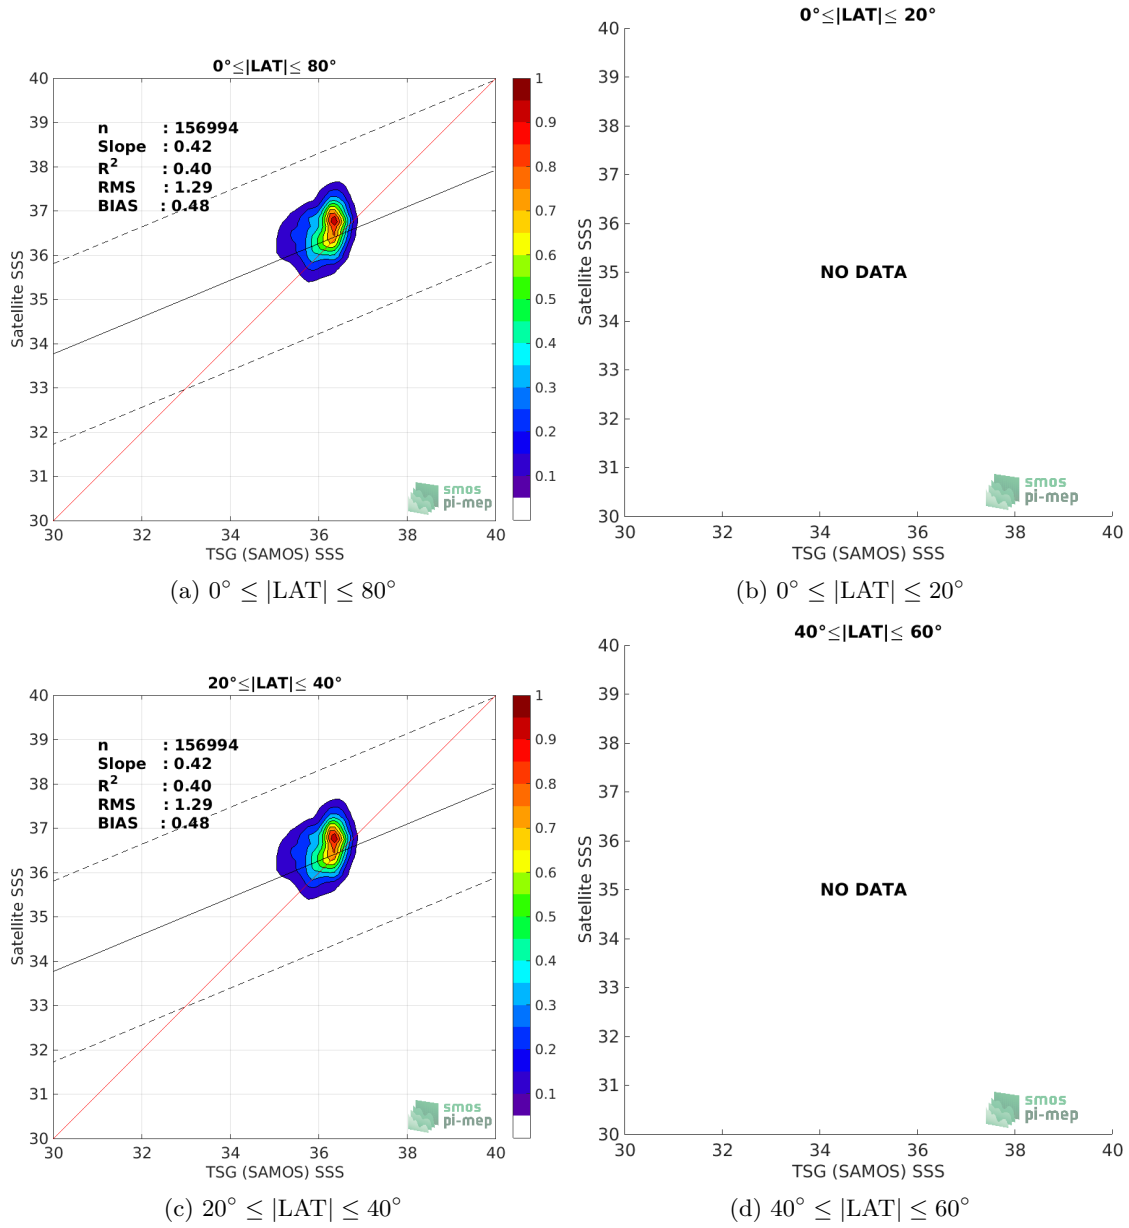 0°≤|LAT|≤ 80°
40
39
38
37
36
35
34
33
32
31
30
30
32
34
36
38
40
Satellite SSS
TSG (SAMOS) SSS
n : 156994
Slope : 0.42
R² : 0.40
RMS : 1.29
BIAS : 0.48
1
0.9
0.8
0.7
0.6
0.5
0.4
0.3
0.2
0.1
smos
pi-mep
(a) 0° ≤ |LAT| ≤ 80°
0°≤|LAT|≤ 20°
40
39
38
37
36
35
34
33
32
31
30
30
32
34
36
38
40
Satellite SSS
TSG (SAMOS) SSS
NO DATA
smos
pi-mep
(b) 0° ≤ |LAT| ≤ 20°
20°≤|LAT|≤ 40°
40
39
38
37
36
35
34
33
32
31
30
30
32
34
36
38
40
Satellite SSS
TSG (SAMOS) SSS
n : 156994
Slope : 0.42
R² : 0.40
RMS : 1.29
BIAS : 0.48
1
0.9
0.8
0.7
0.6
0.5
0.4
0.3
0.2
0.1
smos
pi-mep
(c) 20° ≤ |LAT| ≤ 40°
40°≤|LAT|≤ 60°
40
39
38
37
36
35
34
33
32
31
30
30
32
34
36
38
40
Satellite SSS
TSG (SAMOS) SSS
NO DATA
smos
pi-mep
(d) 40° ≤ |LAT| ≤ 60°